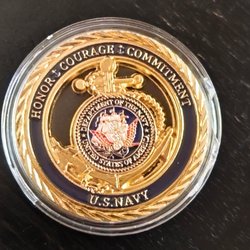 HONOR : COURAGE : COMMITMENT
DEPARTMENT OF THE NAVY
UNITED STATES OF AMERICA
U.S. NAVY